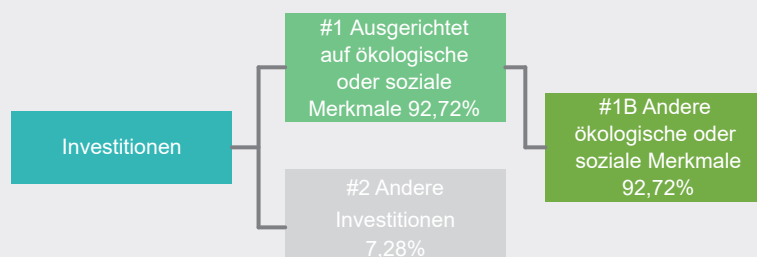 #1 Ausgerichtet
auf ökologische
oder soziale
Merkmale 92,72%
Investitionen
#1B Andere
ökologische oder
soziale Merkmale
92,72%
#2 Andere
Investitionen
7,28%